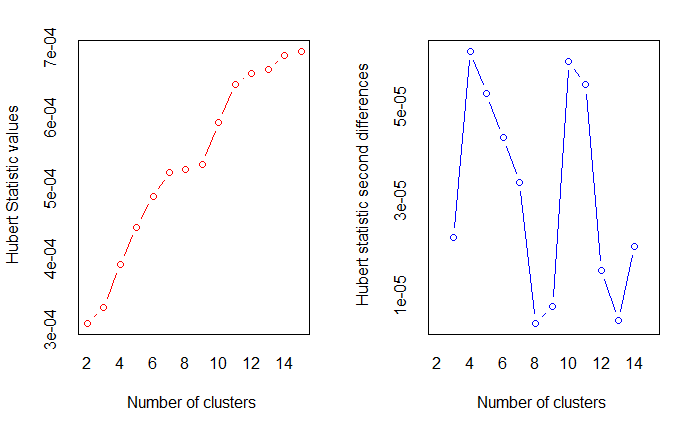 Hubert Statistic values
7e-04
6e-04
5e-04
4e-04
3e-04
2 4 6 8 10 12 14
Number of clusters
Hubert statistic second differences
5e-05
3e-05
1e-05
2 4 6 8 10 12 14
Number of clusters